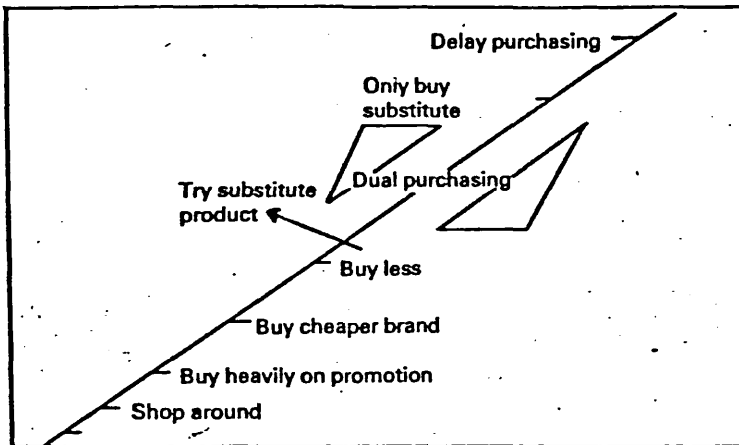 Delay purchasing
Only buy
substitute
Dual purchasing
Try substitute
product
Buy less
Buy cheaper brand
Buy heavily on promotion
Shop around